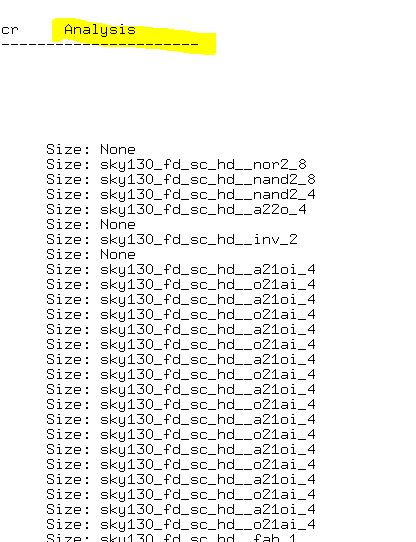 cr Analysis
----------------------
Size: None
Size: sky130_fd_sc_hd__nor2_8
Size: sky130_fd_sc_hd__nand2_8
Size: sky130_fd_sc_hd__nand2_4
Size: sky130_fd_sc_hd__a22o_4
Size: None
Size: sky130_fd_sc_hd__inv_2
Size: None
Size: sky130_fd_sc_hd__a21oi_4
Size: sky130_fd_sc_hd__o21ai_4
Size: sky130_fd_sc_hd__a21oi_4
Size: sky130_fd_sc_hd__o21ai_4
Size: sky130_fd_sc_hd__a21oi_4
Size: sky130_fd_sc_hd__o21ai_4
Size: sky130_fd_sc_hd__a21oi_4
Size: sky130_fd_sc_hd__o21ai_4
Size: sky130_fd_sc_hd__a21oi_4
Size: sky130_fd_sc_hd__o21ai_4
Size: sky130_fd_sc_hd__a21oi_4
Size: sky130_fd_sc_hd__o21ai_4
Size: sky130_fd_sc_hd__a21oi_4
Size: sky130_fd_sc_hd__o21ai_4
Size: sky130_fd_sc_hd__a21oi_4
Size: sky130_fd_sc_hd__o21ai_4
Size: sky130_fd_sc_hd__a21oi_4
Size: sky130_fd_sc_hd__o21ai_4
Size: sky130_fd_sc_hd__fah_1